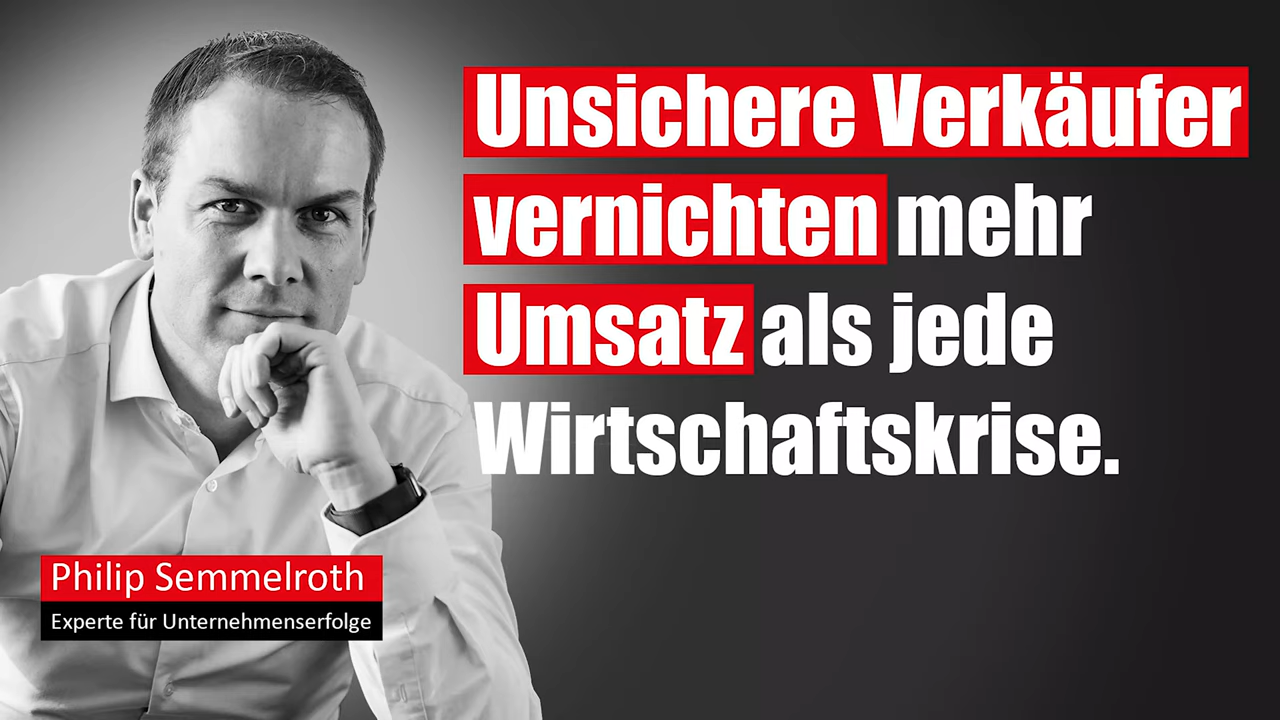 Unsichere Verkäufer
vernichten mehr
Umsatz als jede
Wirtschaftskrise.
Philip Semmelroth
Experte für Unternehmenserfolge